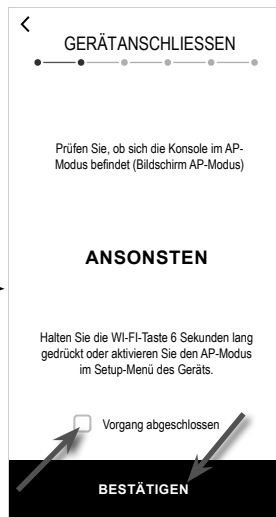 GERÄTANSCHLIESSEN
Prüfen Sie, ob sich die Konsole im AP-
Modus befindet (Bildschirm AP-Modus)
ANSONSTEN
Halten Sie die WI-FI-Taste 6 Sekunden lang
gedrückt oder aktivieren Sie den AP-Modus
im Setup-Menü des Geräts.
Vorgang abgeschlossen
BESTÄTIGEN